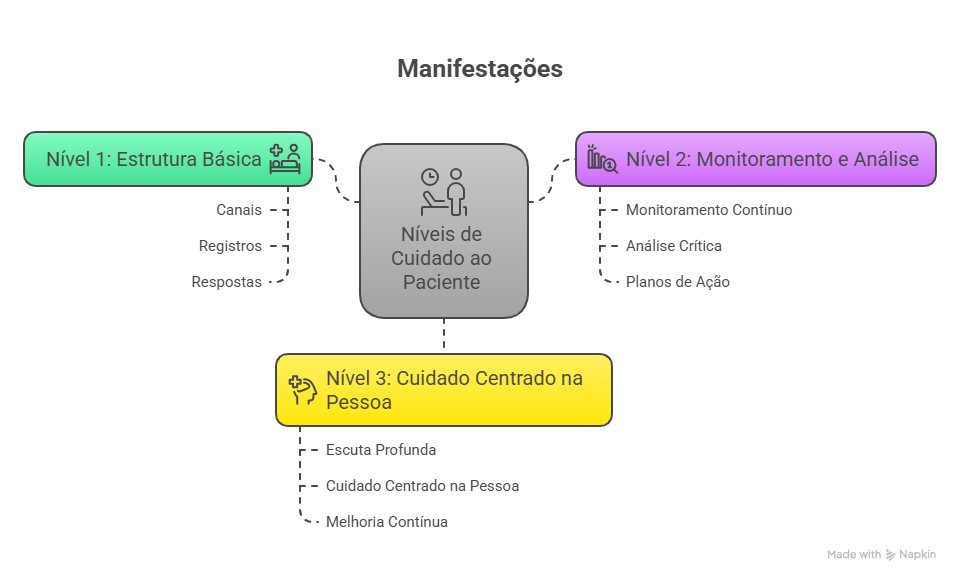 Manifestações
Nível 1: Estrutura Básica
Canais
Registros
Respostas
Níveis de
Cuidado ao
Paciente
Nível 2: Monitoramento e Análise
Monitoramento Contínuo
Análise Crítica
Planos de Ação
Nível 3: Cuidado Centrado na
Pessoa
Escuta Profunda
Cuidado Centrado na Pessoa
Melhoria Contínua
Made with Napkin